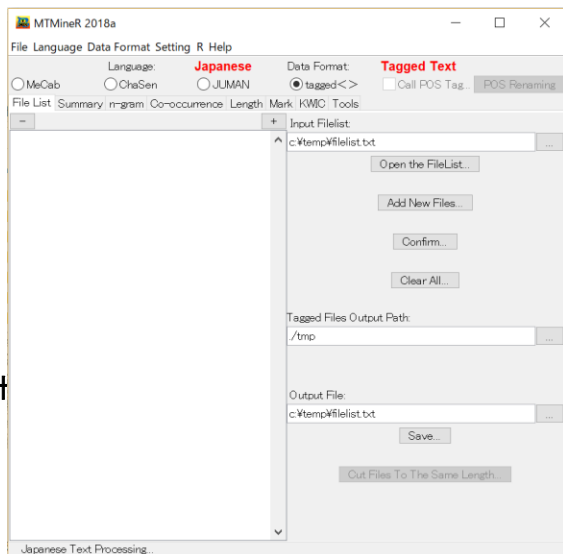 MTMineR 2018a
File Language Data Format Setting R Help
Language: Japanese Data Format: Tagged Text
MeCab ChaSen JUMAN tagged<> Call POS Tag... POS Renaming
File List Summary n-gram Co-occurrence Length Mark KWIC Tools
− +
Input Filelist:
c:¥temp¥filelist.txt ...
Open the FileList...
Add New Files...
Confirm...
Clear All...
Tagged Files Output Path:
./tmp ...
t
Output File:
c:¥temp¥filelist.txt ...
Save...
Cut Files To The Same Length...
Japanese Text Processing...